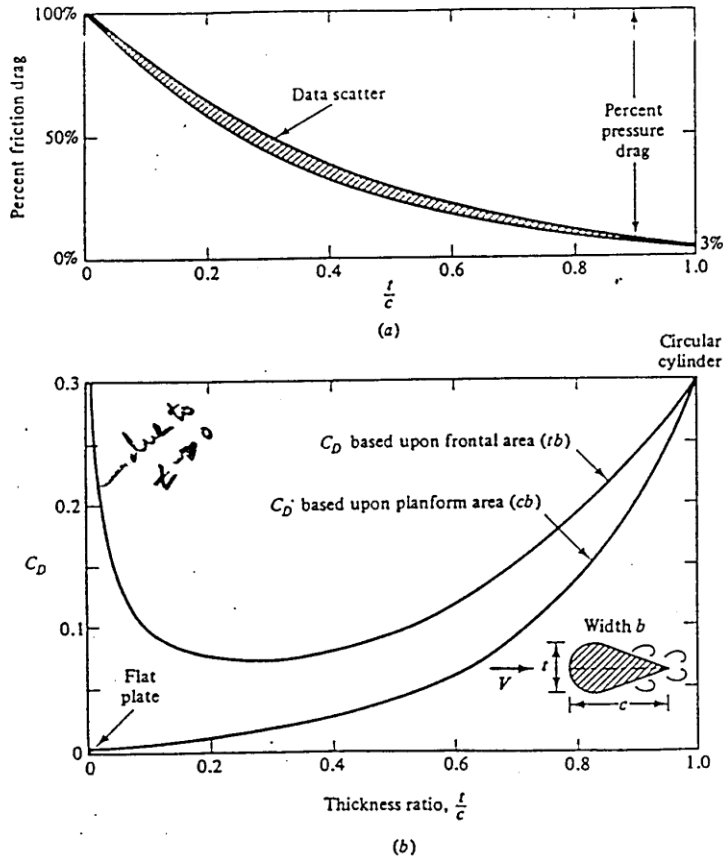 100%
Percent friction drag
50%
0%
Data scatter
Percent
pressure
drag
3%
0
0.2
0.4
0.6
0.8
1.0
t/c
(a)
Circular
cylinder
0.3
0.2
C_D
0.1
0
due to
t→0
C_D based upon frontal area (tb)
C_D based upon planform area (cb)
Flat
plate
Width b
V
t
c
0
0.2
0.4
0.6
0.8
1.0
Thickness ratio, t/c
(b)